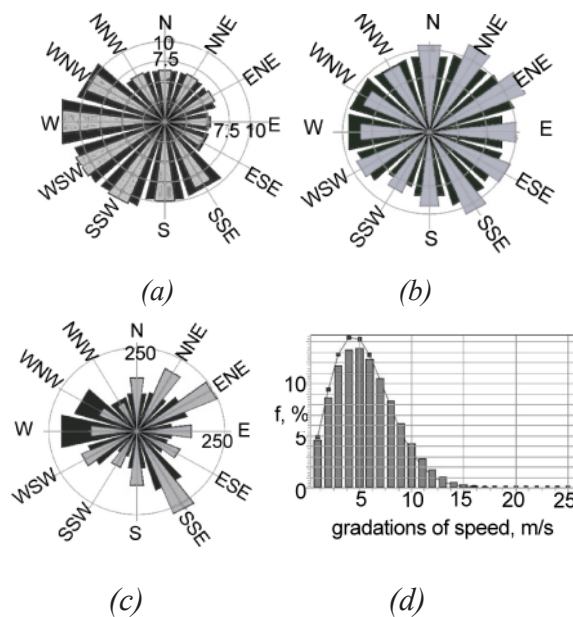 N
NNW
NNE
10
7.5
WNW
ENE
W
7.5 10 E
WSW
ESE
SSW
SSE
S
(a)
N
NNW
NNE
WNW
ENE
W
E
WSW
ESE
SSW
SSE
S
(b)
N
NNW
NNE
250
WNW
ENE
W
250 E
WSW
ESE
SSW
SSE
S
(c)
10
f, %
5
0
5 10 15 20 25
gradations of speed, m/s
(d)